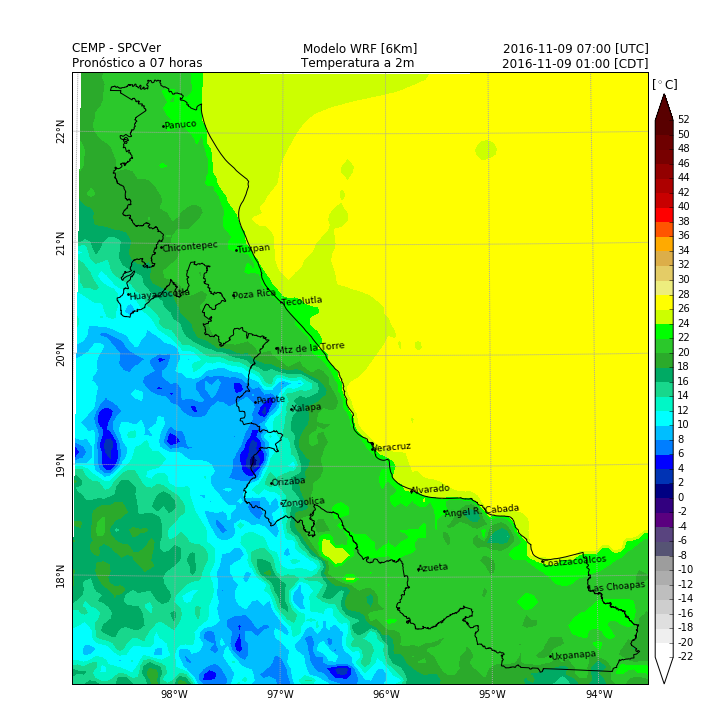 CEMP - SPCVer Modelo WRF [6Km] 2016-11-09 07:00 [UTC]
Pronóstico a 07 horas Temperatura a 2m 2016-11-09 01:00 [CDT]
[°C]
52
50
48
46
44
42
40
38
36
34
32
30
28
26
24
22
20
18
16
14
12
10
8
6
4
2
0
-2
-4
-6
-8
-10
-12
-14
-16
-18
-20
-22
22°N
21°N
20°N
19°N
18°N
Panuco
Chicontepec
Tuxpan
Huayacocotla
Poza Rica
Tecolutla
Mtz de la Torre
Perote
Xalapa
Veracruz
Orizaba
Alvarado
Zongolica
Angel R. Cabada
Azueta
Coatzacoalcos
Las Choapas
Uxpanapa
98°W 97°W 96°W 95°W 94°W